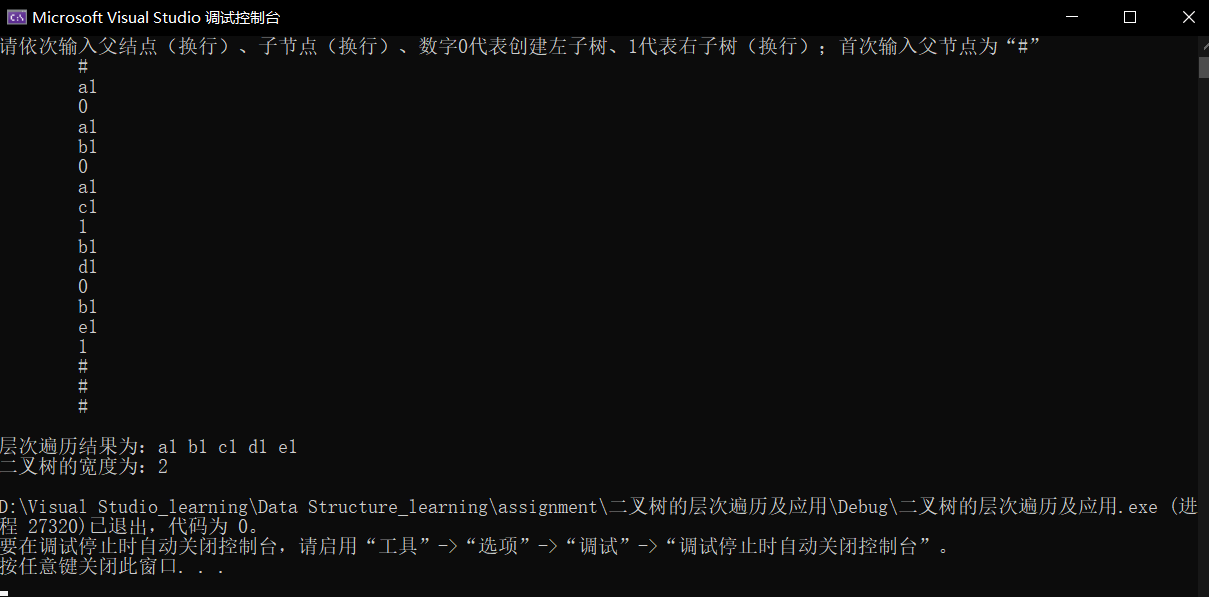 Microsoft Visual Studio 调试控制台
请依次输入父结点（换行）、子节点（换行）、数字0代表创建左子树、1代表右子树（换行）；首次输入父节点为“#”
#
a1
0
a1
b1
0
a1
c1
1
b1
d1
0
b1
e1
1
#
#
#
层次遍历结果为：a1 b1 c1 d1 e1
二叉树的宽度为：2
D:\Visual Studio_learning\Data Structure_learning\assignment\二叉树的层次遍历及应用\Debug\二叉树的层次遍历及应用.exe (进
程 27320)已退出，代码为 0。
要在调试停止时自动关闭控制台，请启用“工具”->“选项”->“调试”->“调试停止时自动关闭控制台”。
按任意键关闭此窗口. . .